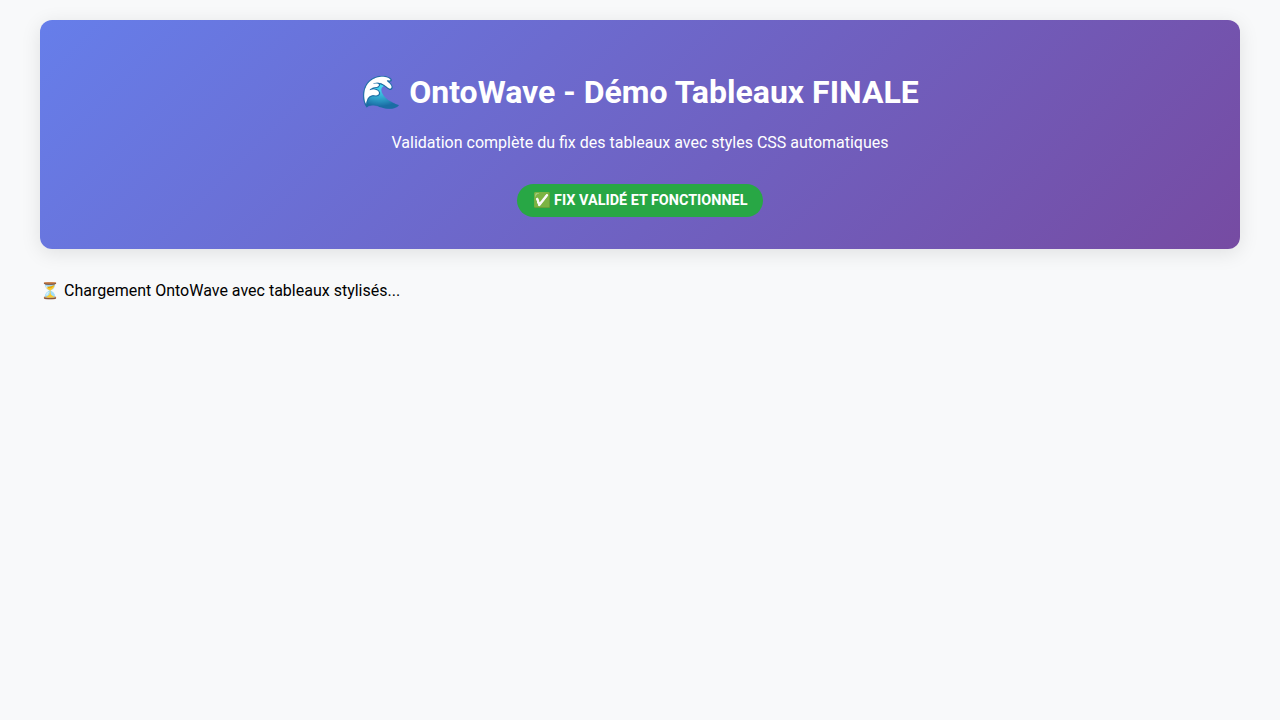 🌊 OntoWave - Démo Tableaux FINALE
Validation complète du fix des tableaux avec styles CSS automatiques
✅ FIX VALIDÉ ET FONCTIONNEL
⏳ Chargement OntoWave avec tableaux stylisés...